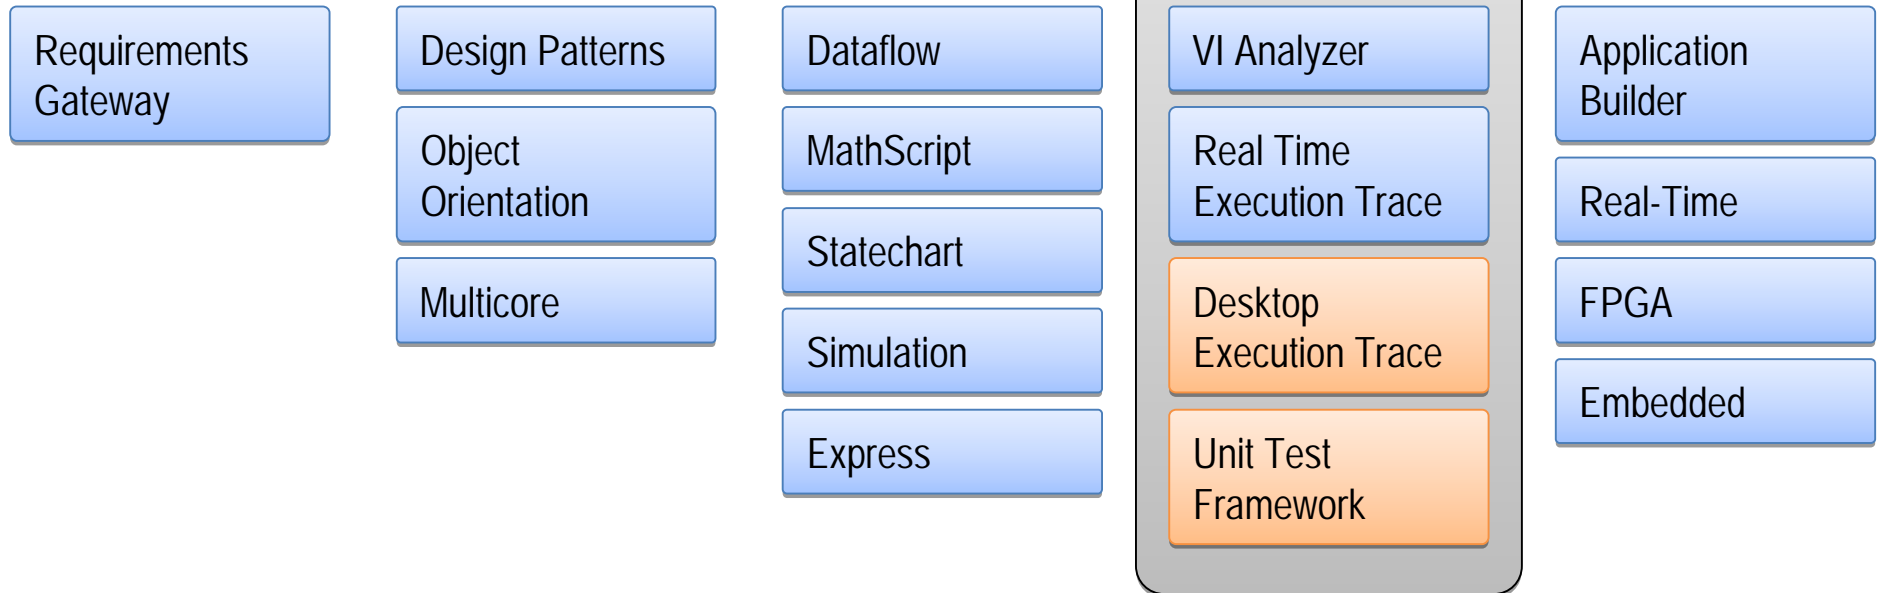 Requirements
Gateway
Design Patterns
Object
Orientation
Multicore
Dataflow
MathScript
Statechart
Simulation
Express
VI Analyzer
Real Time
Execution Trace
Desktop
Execution Trace
Unit Test
Framework
Application
Builder
Real-Time
FPGA
Embedded